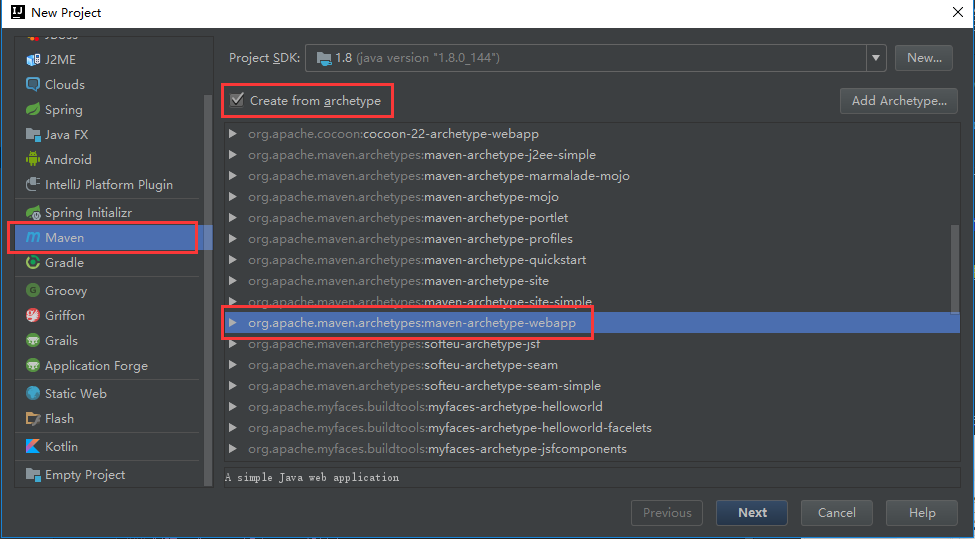 New Project
JBoss
J2ME
Clouds
Spring
Java FX
Android
IntelliJ Platform Plugin
Spring Initializr
Maven
Gradle
Groovy
Griffon
Grails
Application Forge
Static Web
Flash
Kotlin
Empty Project
Project SDK: 1.8 (java version "1.8.0_144") New...
Create from archetype Add Archetype...
org.apache.cocoon:cocoon-22-archetype-webapp
org.apache.maven.archetypes:maven-archetype-j2ee-simple
org.apache.maven.archetypes:maven-archetype-marmalade-mojo
org.apache.maven.archetypes:maven-archetype-mojo
org.apache.maven.archetypes:maven-archetype-portlet
org.apache.maven.archetypes:maven-archetype-profiles
org.apache.maven.archetypes:maven-archetype-quickstart
org.apache.maven.archetypes:maven-archetype-site
org.apache.maven.archetypes:maven-archetype-site-simple
org.apache.maven.archetypes:maven-archetype-webapp
org.apache.maven.archetypes:softeu-archetype-jsf
org.apache.maven.archetypes:softeu-archetype-seam
org.apache.maven.archetypes:softeu-archetype-seam-simple
org.apache.myfaces.buildtools:myfaces-archetype-helloworld
org.apache.myfaces.buildtools:myfaces-archetype-helloworld-facelets
org.apache.myfaces.buildtools:myfaces-archetype-jsfcomponents
A simple Java web application
Previous Next Cancel Help